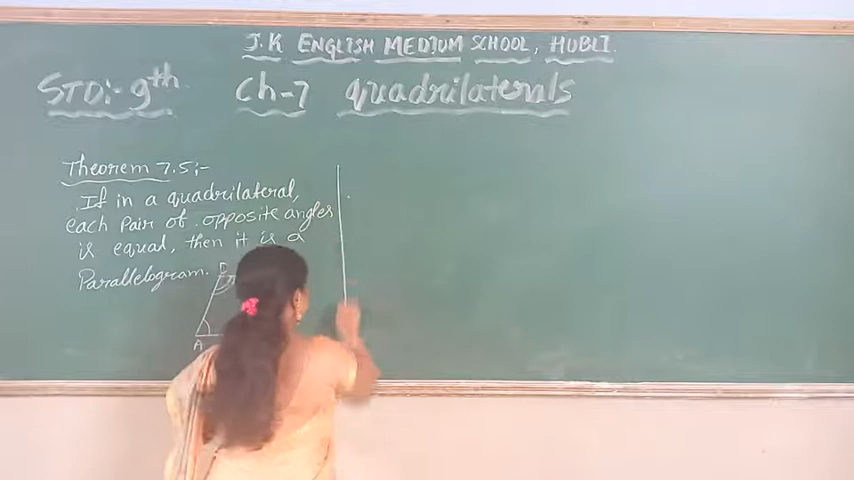 J.K ENGLISH MEDIUM SCHOOL, HUBLI.
STD:- 9th Ch-7 quadrilaterals
Theorem 7.5:-
If in a quadrilateral,
each Pair of opposite angles
is equal, then it is a
Parallelogram.
D
A